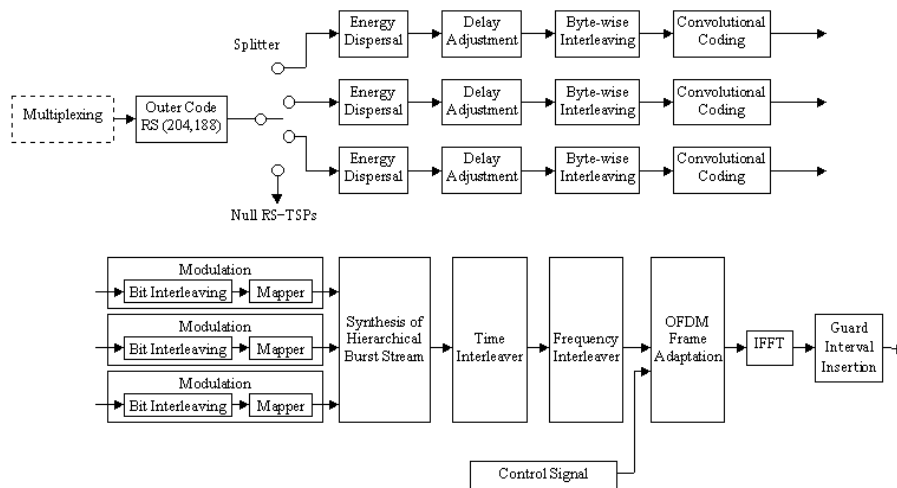 Splitter
Energy
Dispersal
Delay
Adjustment
Byte-wise
Interleaving
Convolutional
Coding
Multiplexing
Outer Code
RS (204,188)
Energy
Dispersal
Delay
Adjustment
Byte-wise
Interleaving
Convolutional
Coding
Energy
Dispersal
Delay
Adjustment
Byte-wise
Interleaving
Convolutional
Coding
Null RS-TSPs
Modulation
Bit Interleaving
Mapper
Modulation
Bit Interleaving
Mapper
Modulation
Bit Interleaving
Mapper
Synthesis of
Hierarchical
Burst Stream
Time
Interleaver
Frequency
Interleaver
OFDM
Frame
Adaptation
IFFT
Guard
Interval
Insertion
Control Signal